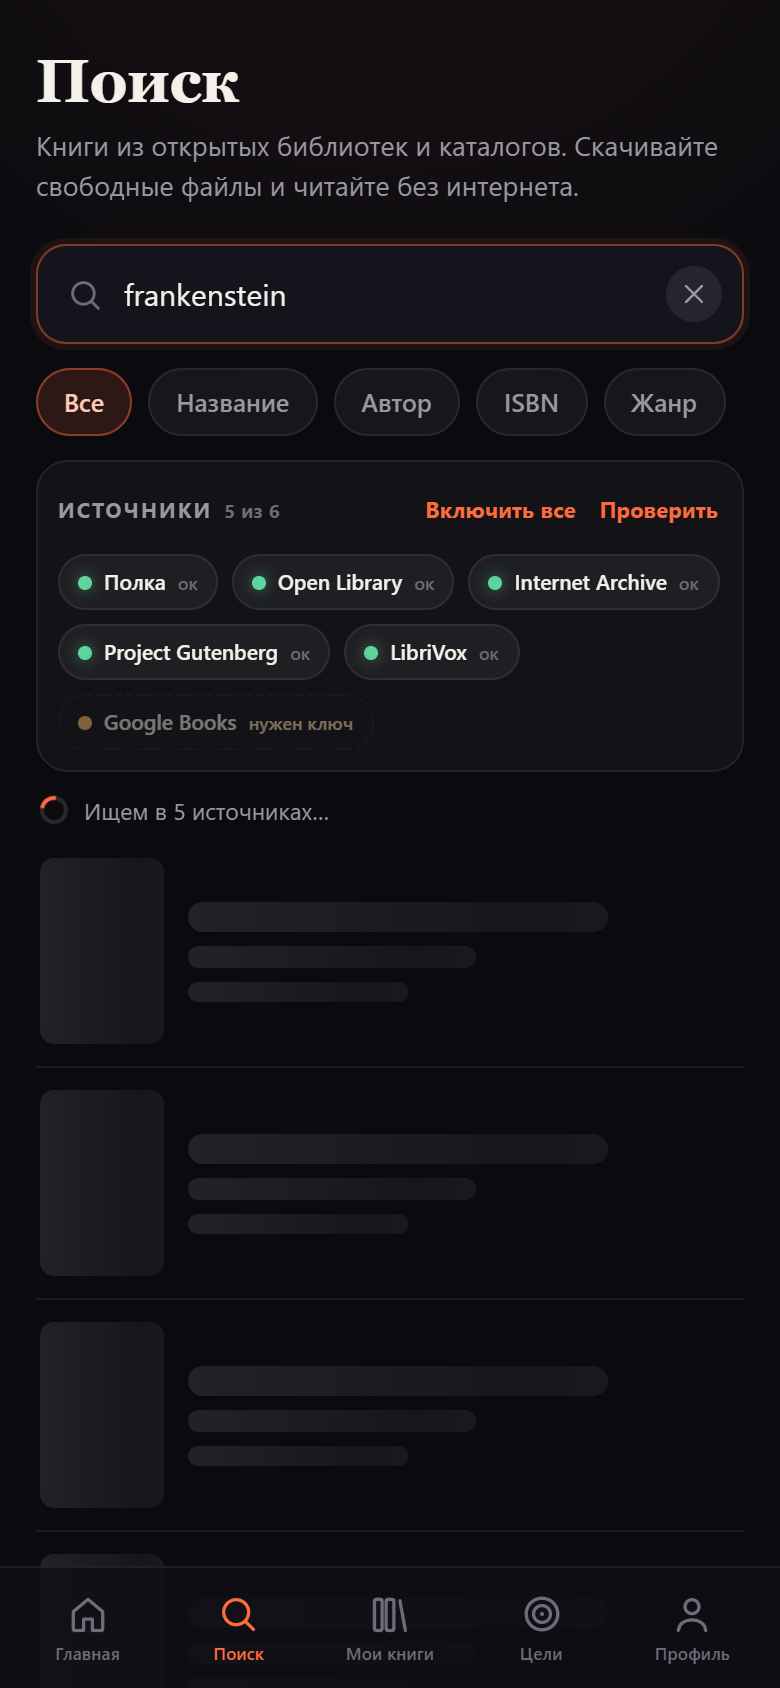 Поиск
Книги из открытых библиотек и каталогов. Скачивайте
свободные файлы и читайте без интернета.
frankenstein
Все Название Автор ISBN Жанр
ИСТОЧНИКИ 5 из 6 Включить все Проверить
Полка ок Open Library ок Internet Archive ок
Project Gutenberg ок LibriVox ок
Google Books нужен ключ
Ищем в 5 источниках...
Главная Поиск Мои книги Цели Профиль